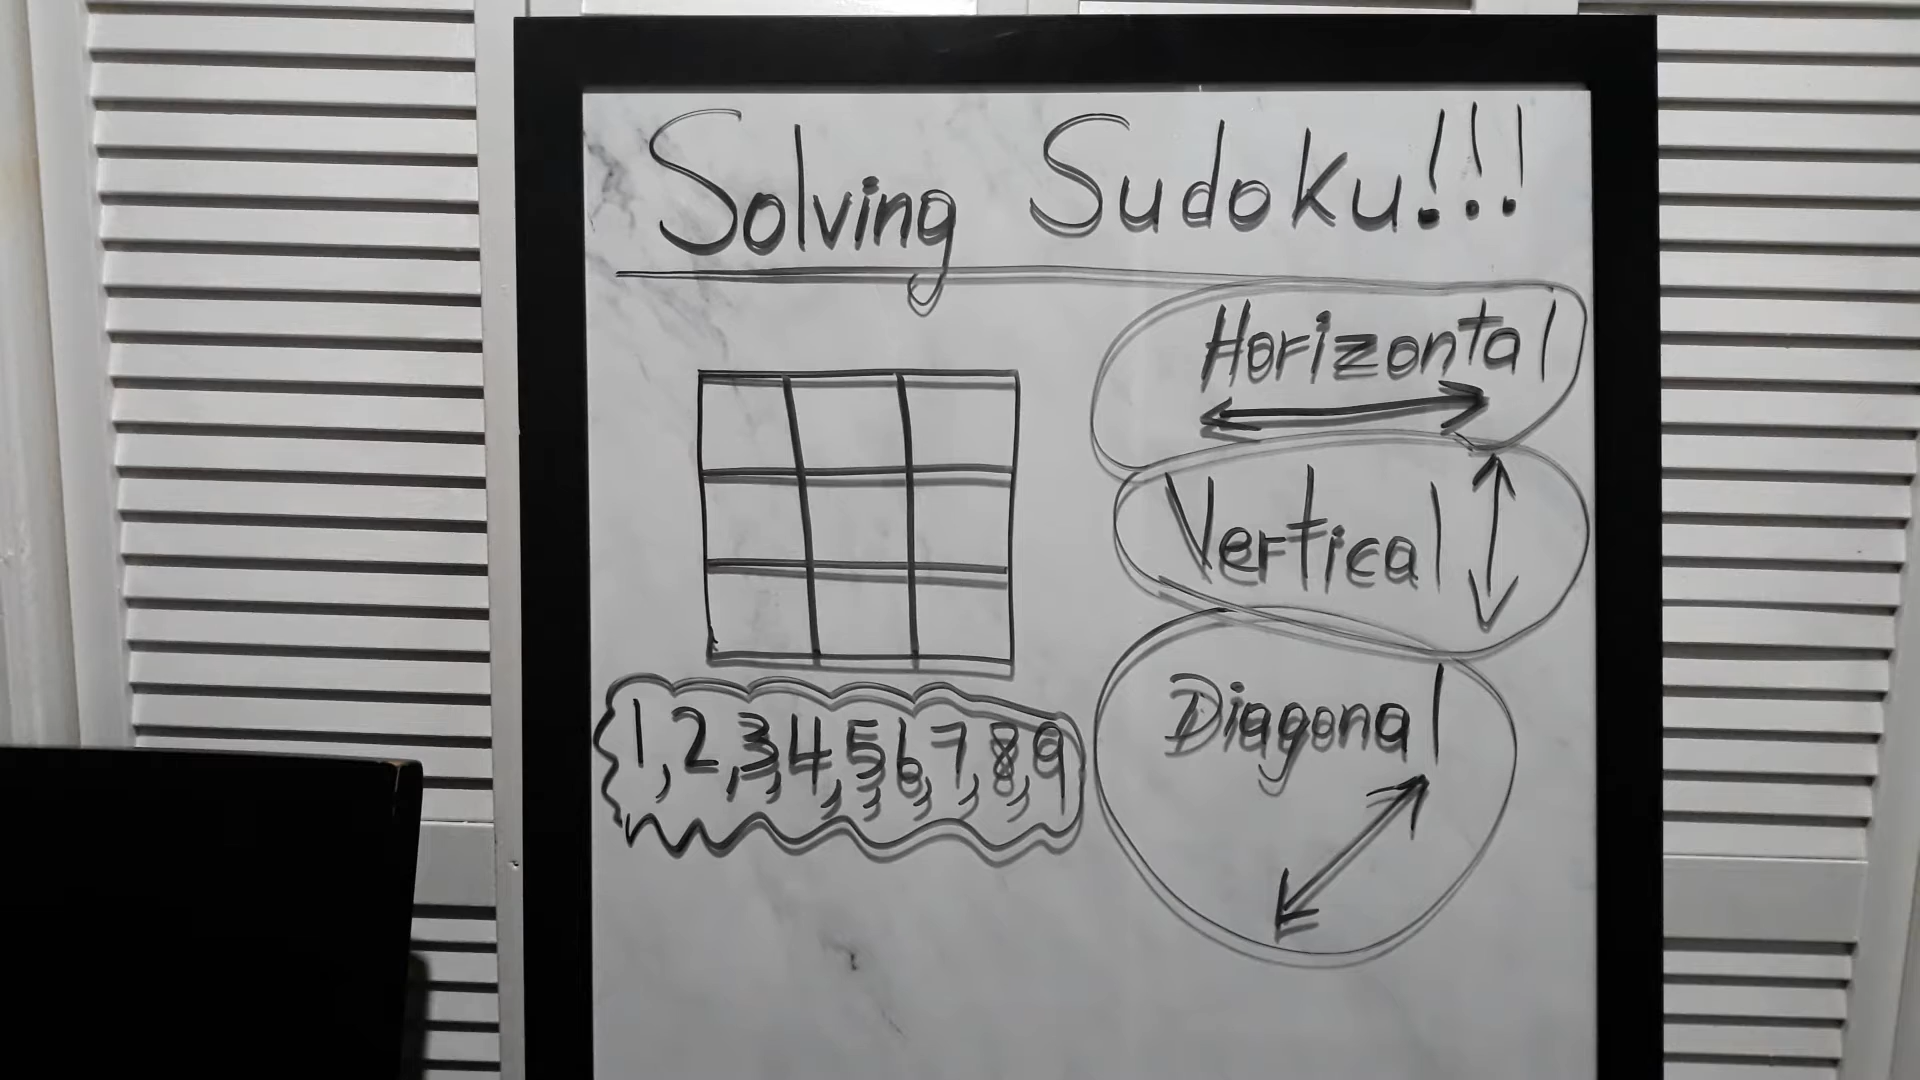 Solving Sudoku!!!
Horizontal
Vertical
Diagonal
1,2,3,4,5,6,7,8,9